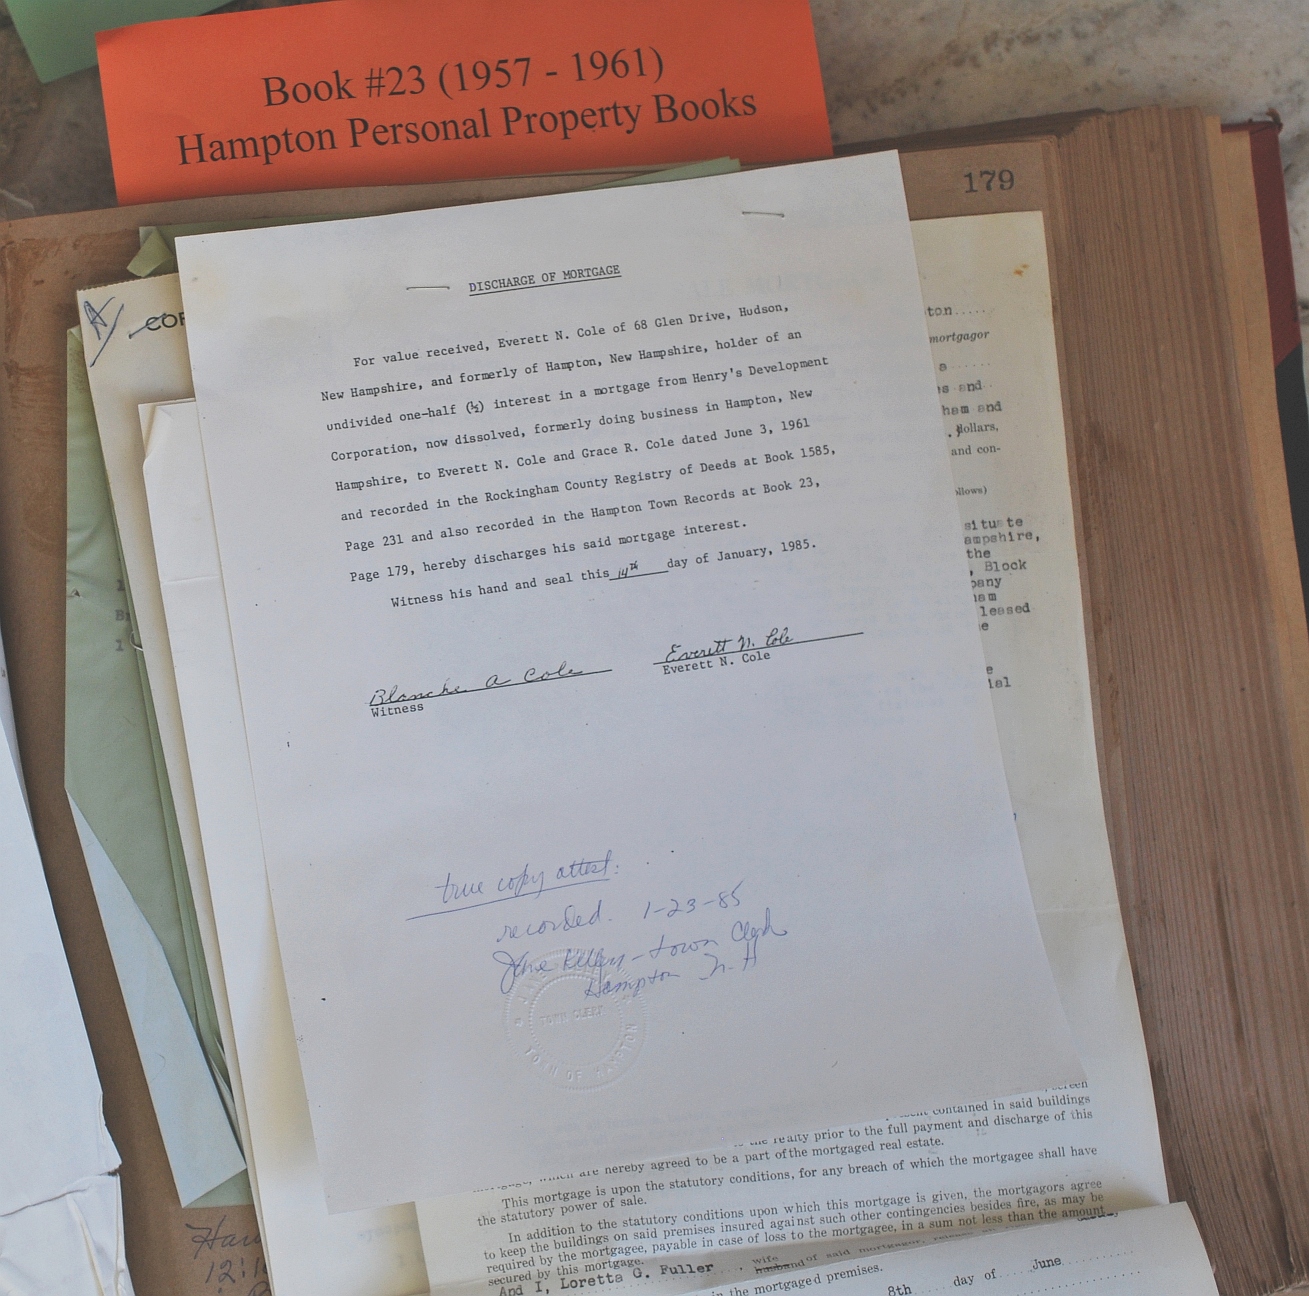 Book #23 (1957 - 1961)
Hampton Personal Property Books
179
DISCHARGE OF MORTGAGE
For value received, Everett N. Cole of 68 Glen Drive, Hudson,
New Hampshire, and formerly of Hampton, New Hampshire, holder of an
undivided one-half (½) interest in a mortgage from Henry's Development
Corporation, now dissolved, formerly doing business in Hampton, New
Hampshire, to Everett N. Cole and Grace R. Cole dated June 3, 1961
and recorded in the Rockingham County Registry of Deeds at Book 1585,
Page 231 and also recorded in the Hampton Town Records at Book 23,
Page 179, hereby discharges his said mortgage interest.
Witness his hand and seal this 14th day of January, 1985.
Blanche A Cole
Witness
Everett N. Cole
Everett N. Cole
true copy attest:
recorded. 1-23-85
Jane Kelley - Town Clerk
Hampton N.H
TOWN CLERK
TOWN OF HAMPTON
mortgagor
and
and
dollars,
and con-
the
, Block
leased
contained in said buildings
the realty prior to the full payment and discharge of this
which are hereby agreed to be a part of the mortgaged real estate.
This mortgage is upon the statutory conditions, for any breach of which the mortgagee shall have
the statutory power of sale.
In addition to the statutory conditions upon which this mortgage is given, the mortgagors agree
to keep the buildings on said premises insured against such other contingencies besides fire, as may be
required by the mortgagee, payable in case of loss to the mortgagee, in a sum not less than the amount
secured by this mortgage.
And I, Loretta G. Fuller wife husband of said mortgagor,
in the mortgaged premises.
8th day of June